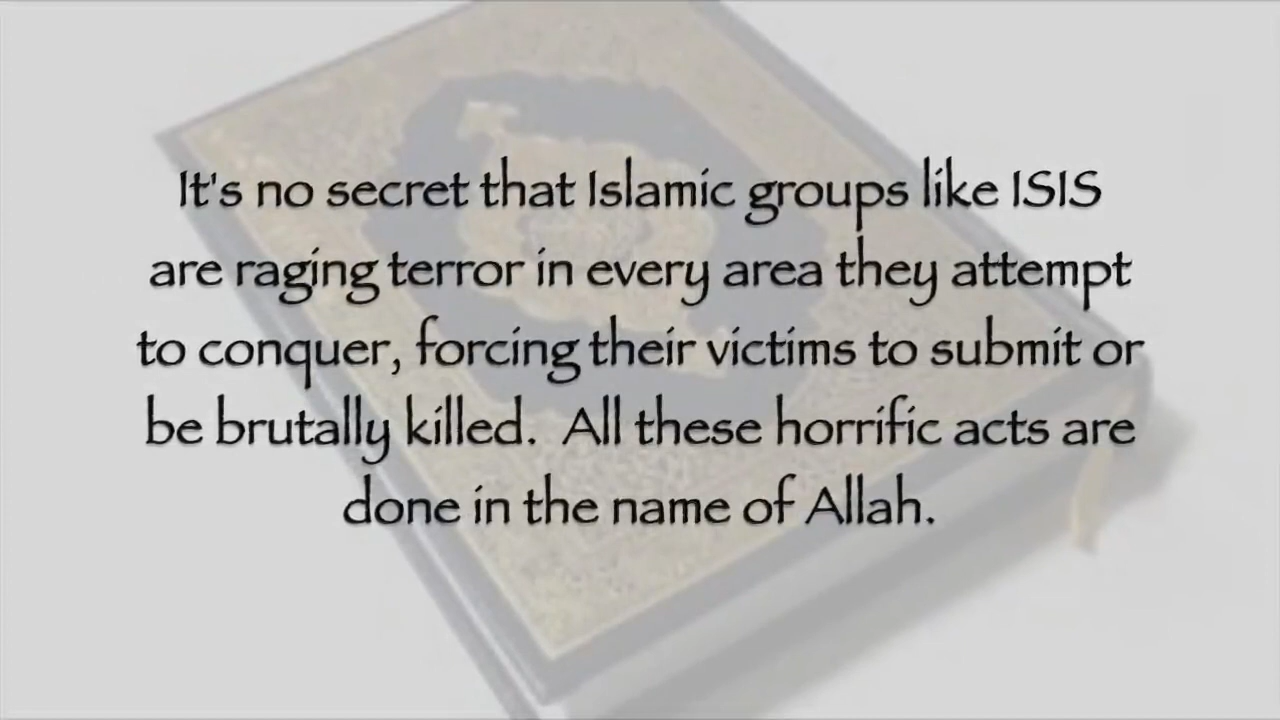 It's no secret that Islamic groups like ISIS
are raging terror in every area they attempt
to conquer, forcing their victims to submit or
be brutally killed.  All these horrific acts are
done in the name of Allah.